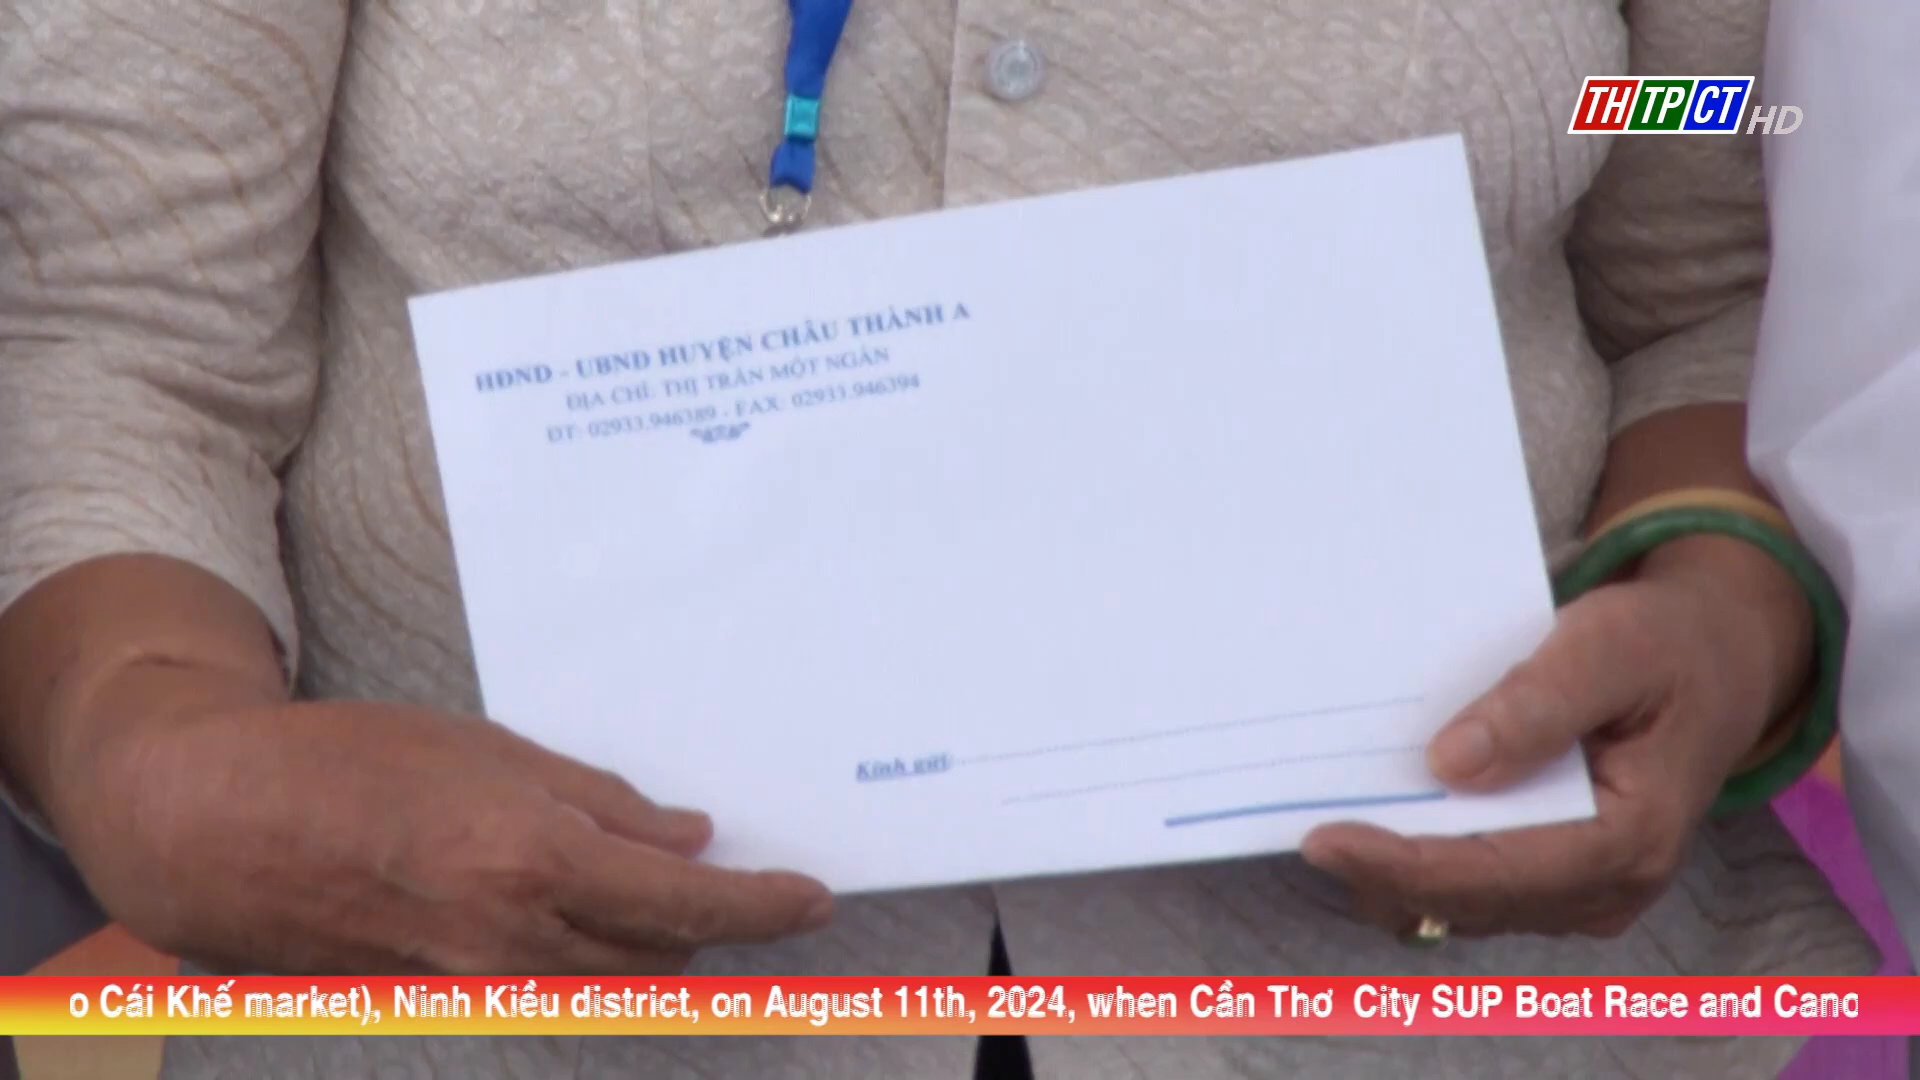 THTPCT HD
HĐND - UBND HUYỆN CHÂU THÀNH A
ĐỊA CHỈ: THỊ TRẤN MỘT NGÀN
ĐT: 02933.946389 - FAX: 02933.946394
Kính gửi
o Cái Khế market), Ninh Kiều district, on August 11th, 2024, when Cần Thơ City SUP Boat Race and Cano